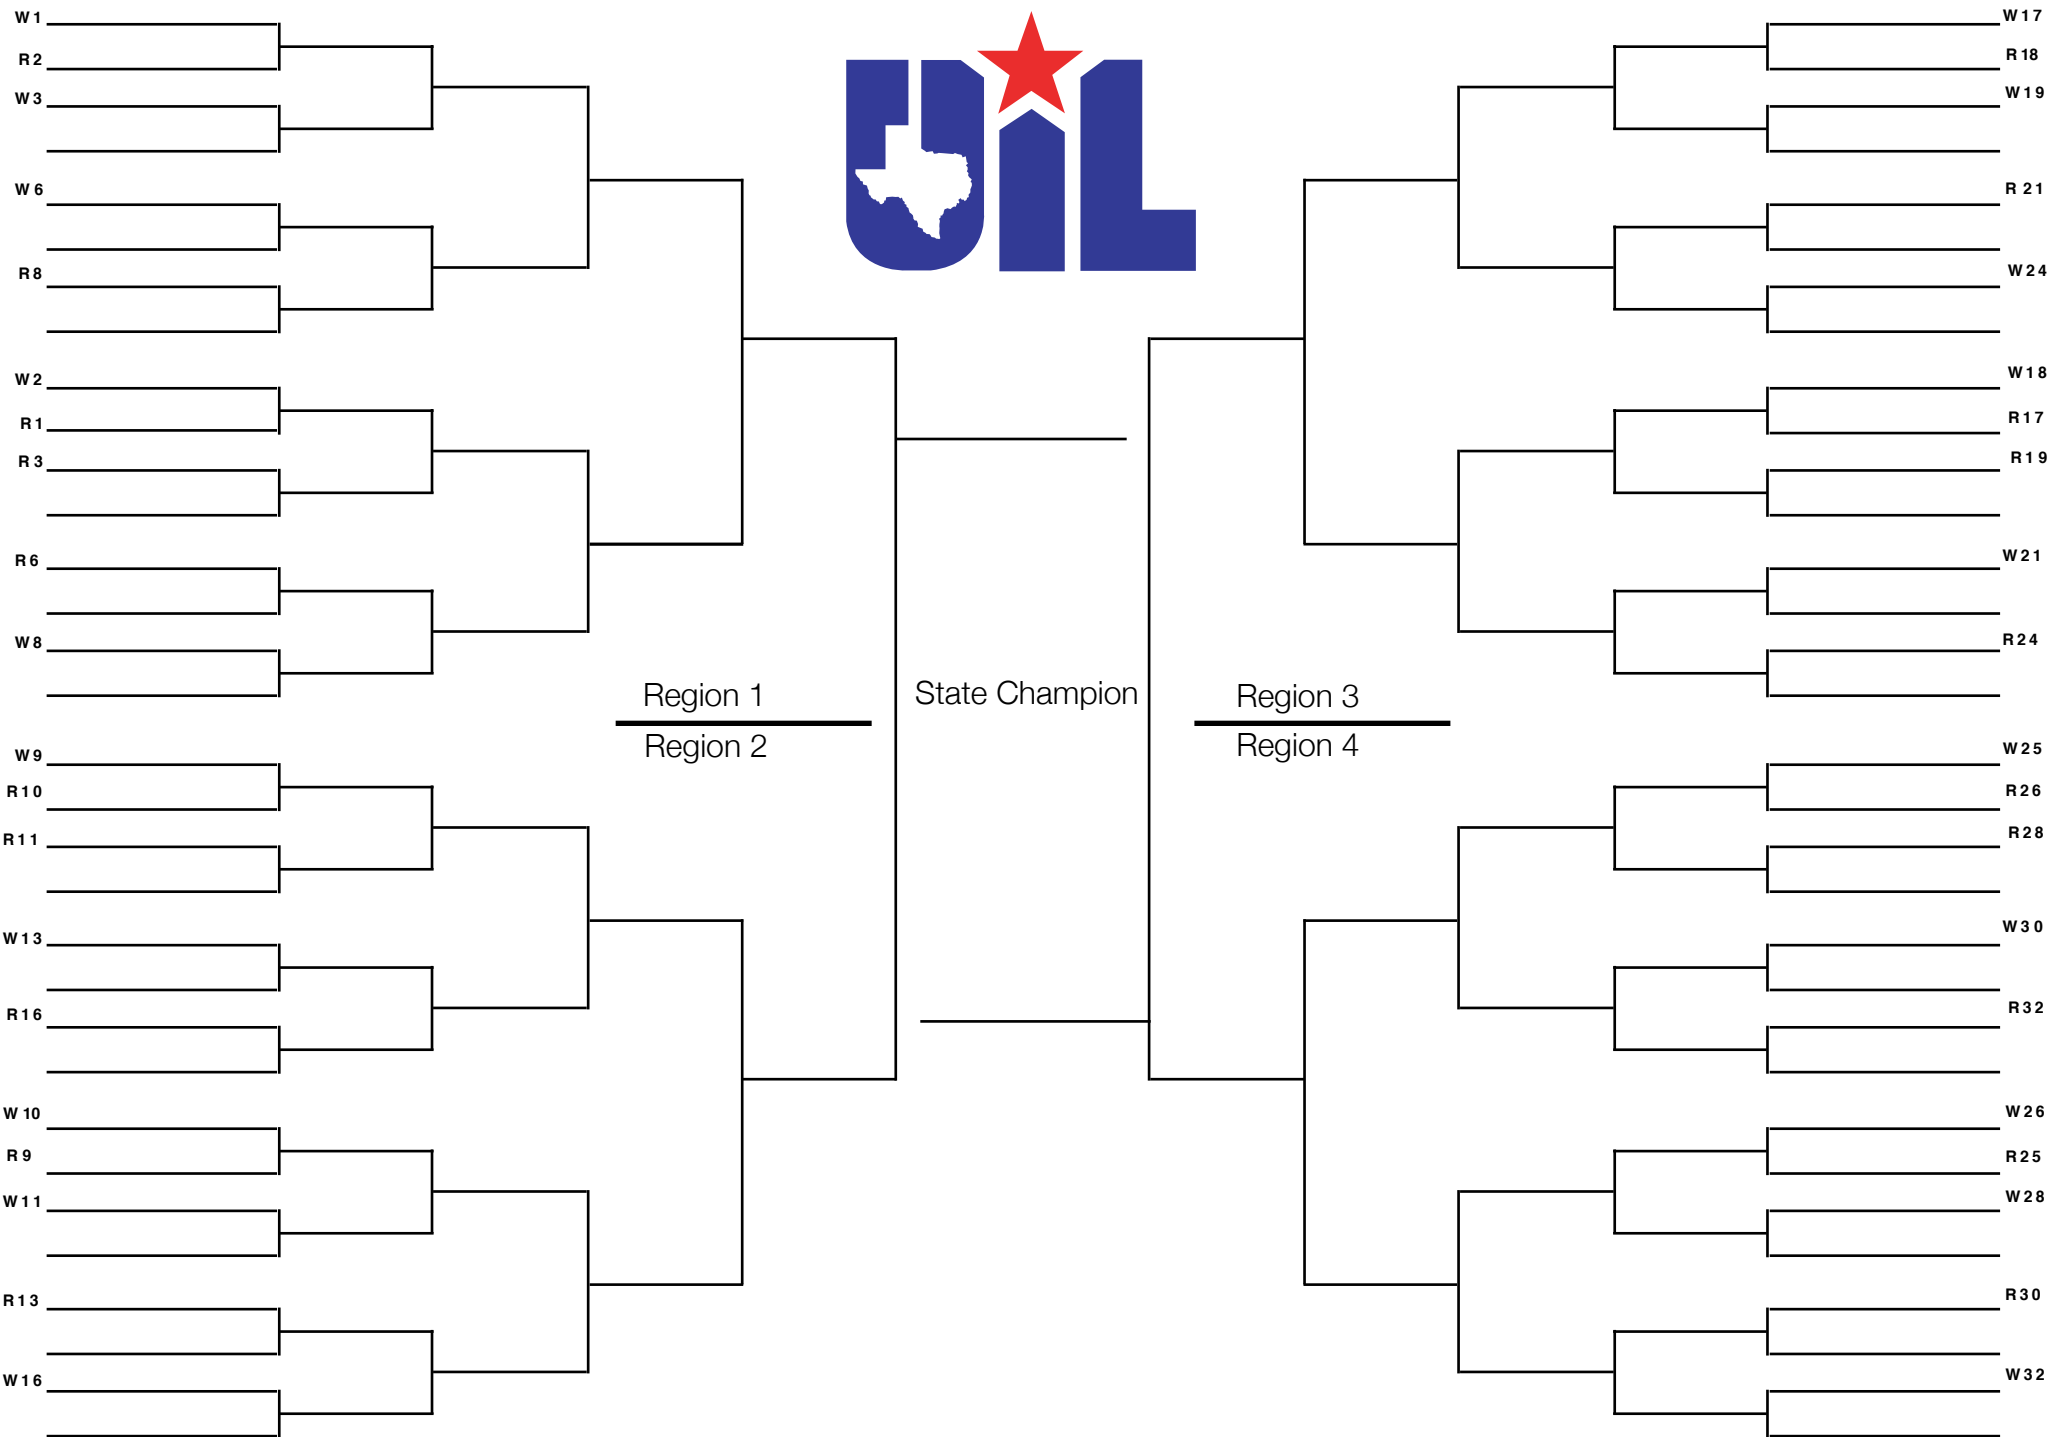 W1
R2
W3
W6
R8
W2
R1
R3
R6
W8
W9
R10
R11
W13
R16
W10
R9
W11
R13
W16
UIL
State Champion
Region 1
Region 2
Region 3
Region 4
W17
R18
W19
R21
W24
W18
R17
R19
W21
R24
W25
R26
R28
W30
R32
W26
R25
W28
R30
W32